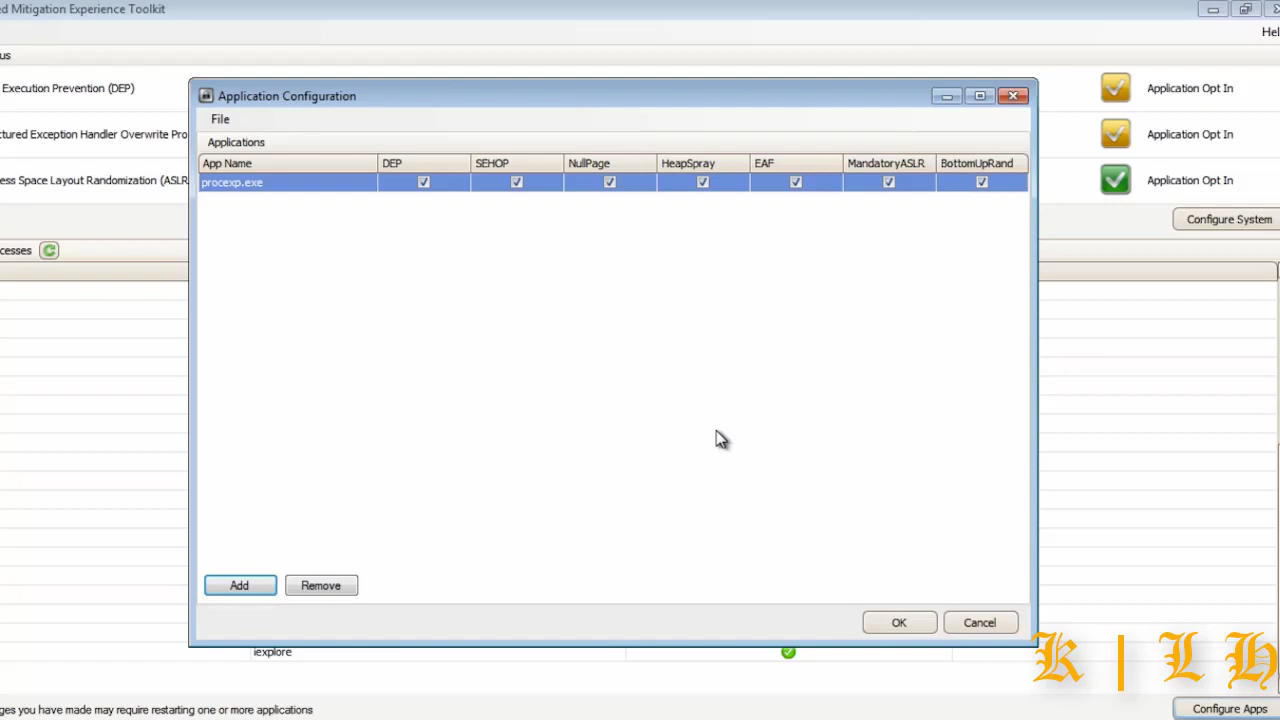 ed Mitigation Experience Toolkit
Hel
us
Execution Prevention (DEP)
Application Opt In
Application Configuration
File
ctured Exception Handler Overwrite Pro
Application Opt In
Applications
App Name DEP SEHOP NullPage HeapSpray EAF MandatoryASLR BottomUpRand
ess Space Layout Randomization (ASLR
procexp.exe
Application Opt In
Configure System
cesses
Add Remove
OK Cancel
iexplore
K | L H
ges you have made may require restarting one or more applications
Configure Apps